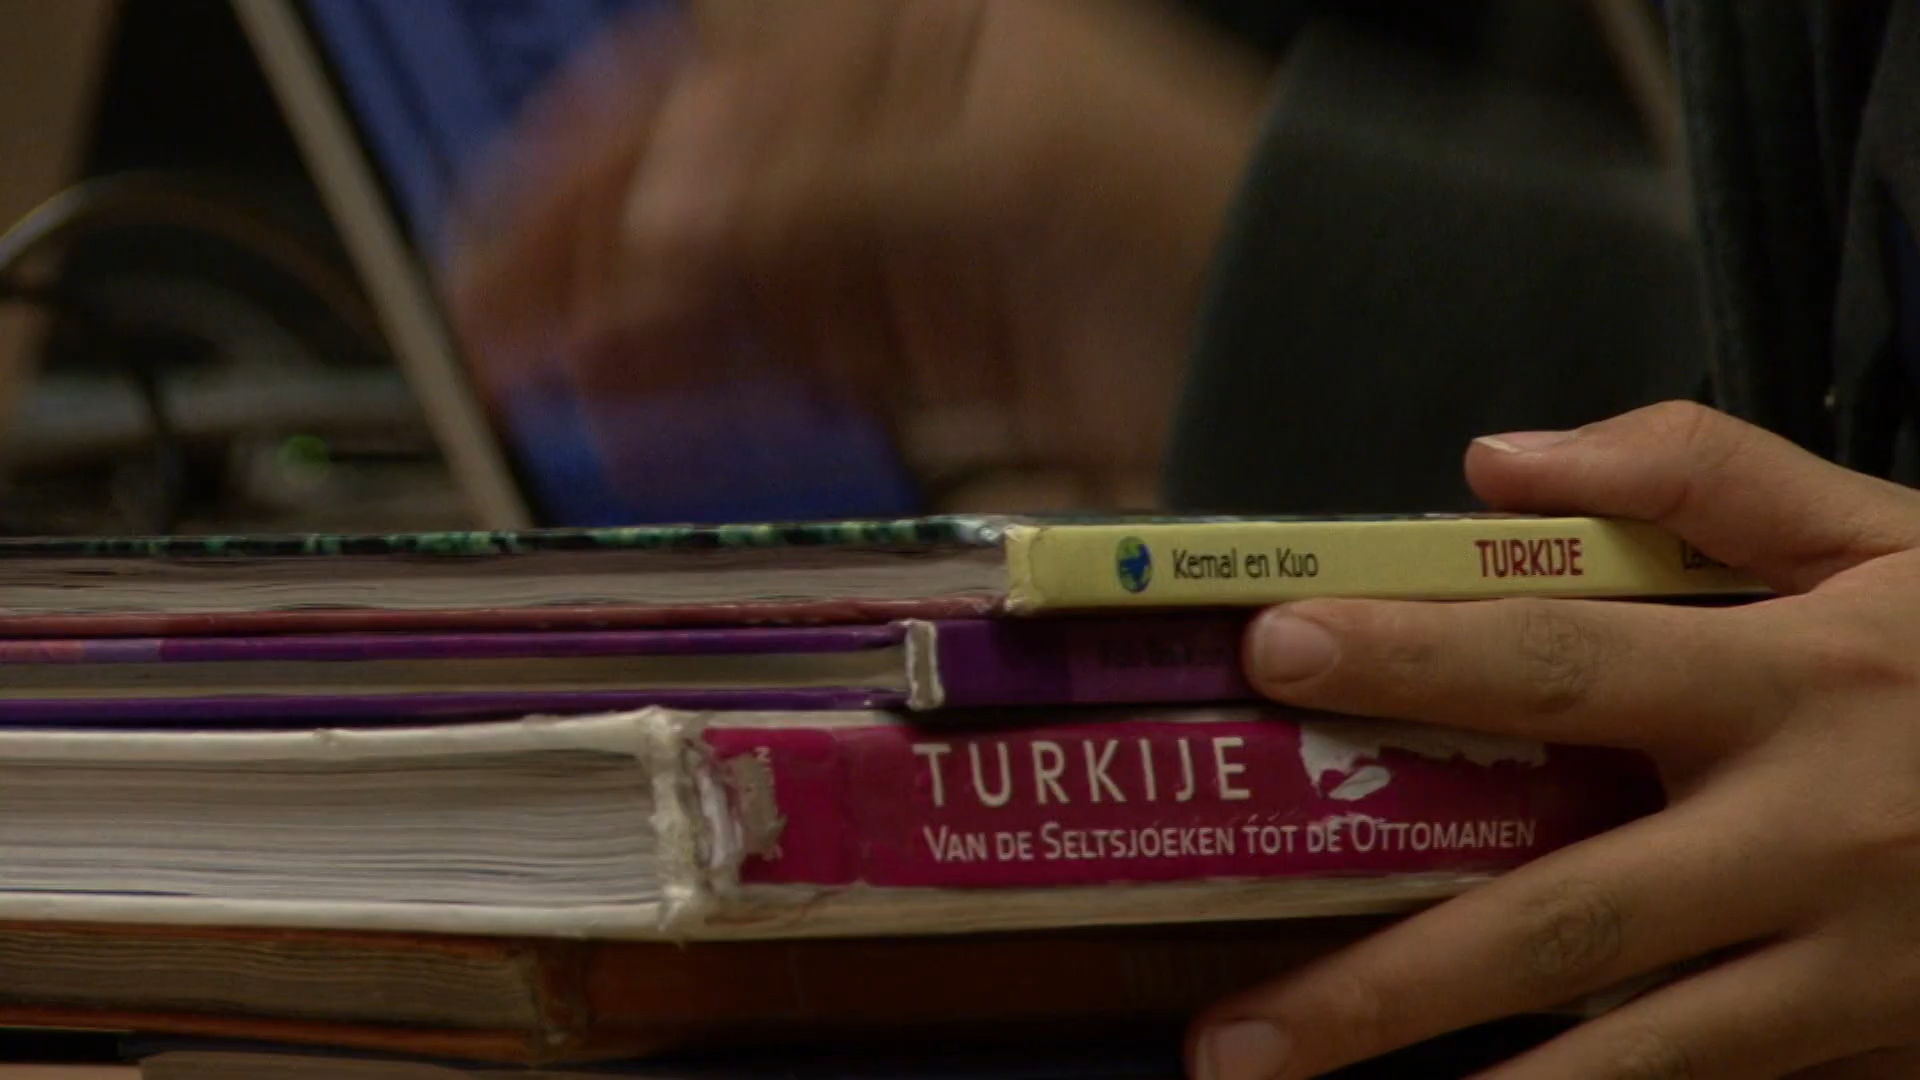 Kemal en Kuo TURKIJE
TURKIJE
VAN DE SELTSJOEKEN TOT DE OTTOMANEN